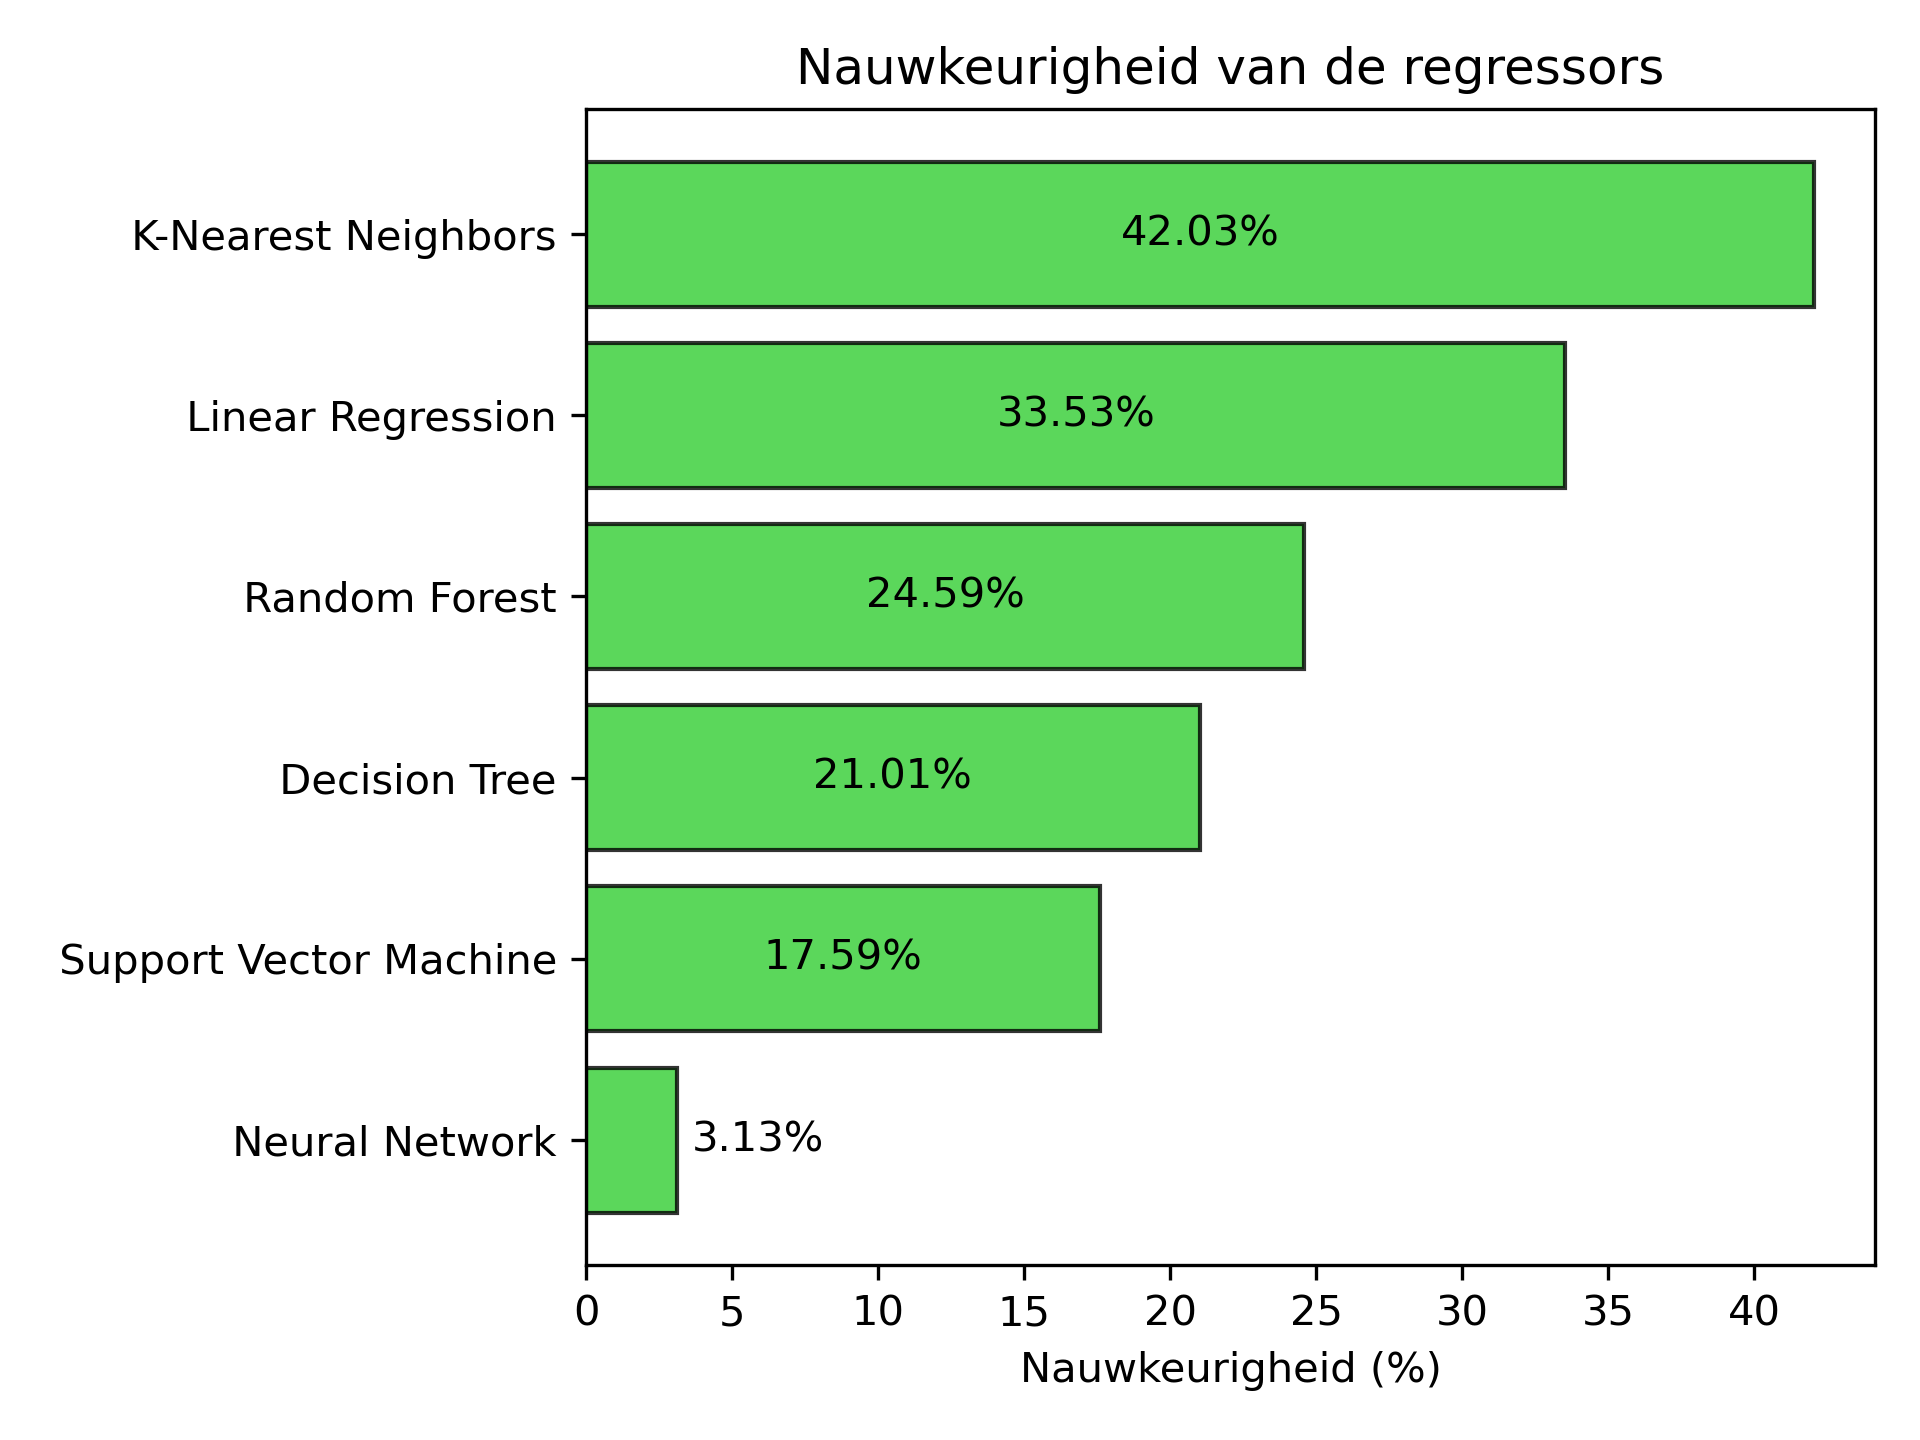 Nauwkeurigheid van de regressors
K-Nearest Neighbors
42.03%
Linear Regression
33.53%
Random Forest
24.59%
Decision Tree
21.01%
Support Vector Machine
17.59%
Neural Network
3.13%
0 5 10 15 20 25 30 35 40
Nauwkeurigheid (%)